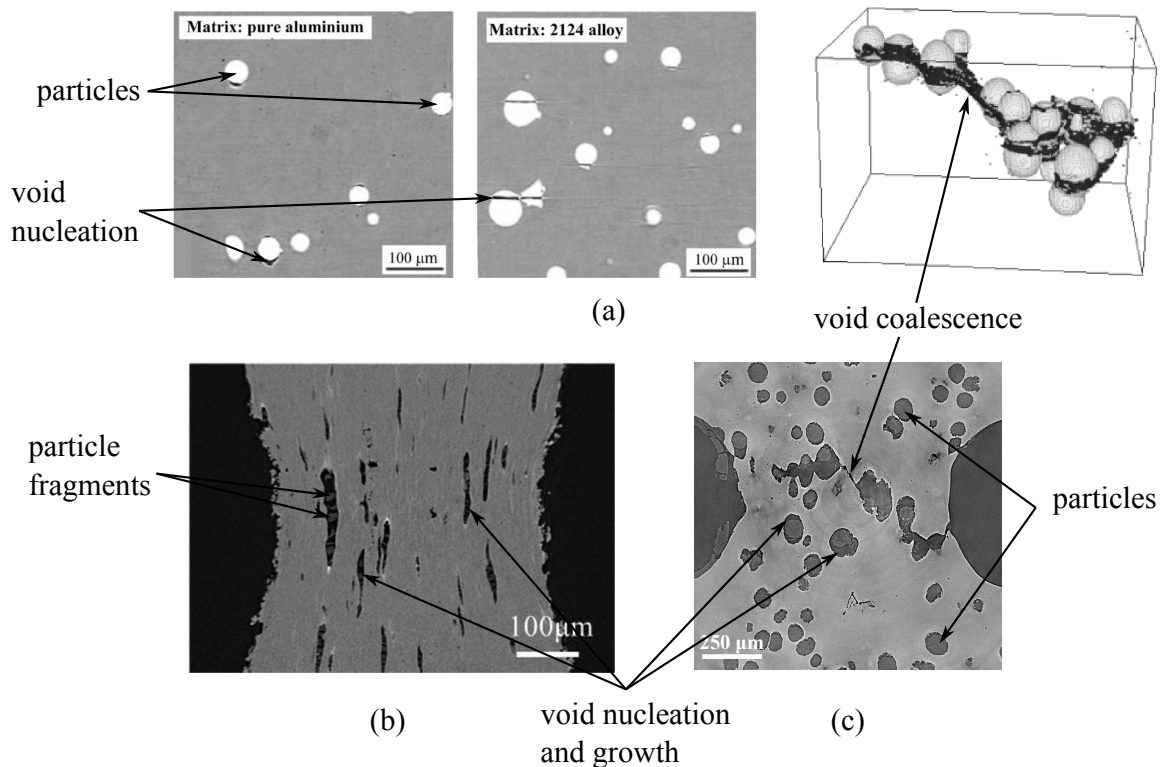 Matrix: pure aluminium
Matrix: 2124 alloy
particles
void
nucleation
100 µm
100 µm
(a)
void coalescence
particle
fragments
particles
100µm
250 µm
(b)
void nucleation
and growth
(c)